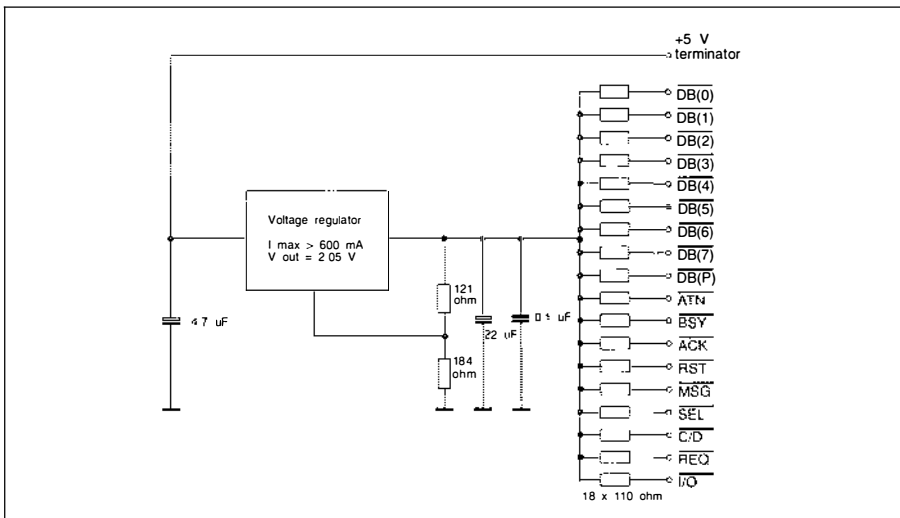 +5 V
terminator
DB(0)
DB(1)
DB(2)
DB(3)
DB(4)
DB(5)
DB(6)
DB(7)
DB(P)
ATN
BSY
ACK
RST
MSG
SEL
C/D
REQ
I/O
18 x 110 ohm
Voltage regulator
I max > 600 mA
V out = 2 05 V
4 7 uF
121
ohm
184
ohm
22 uF
uF